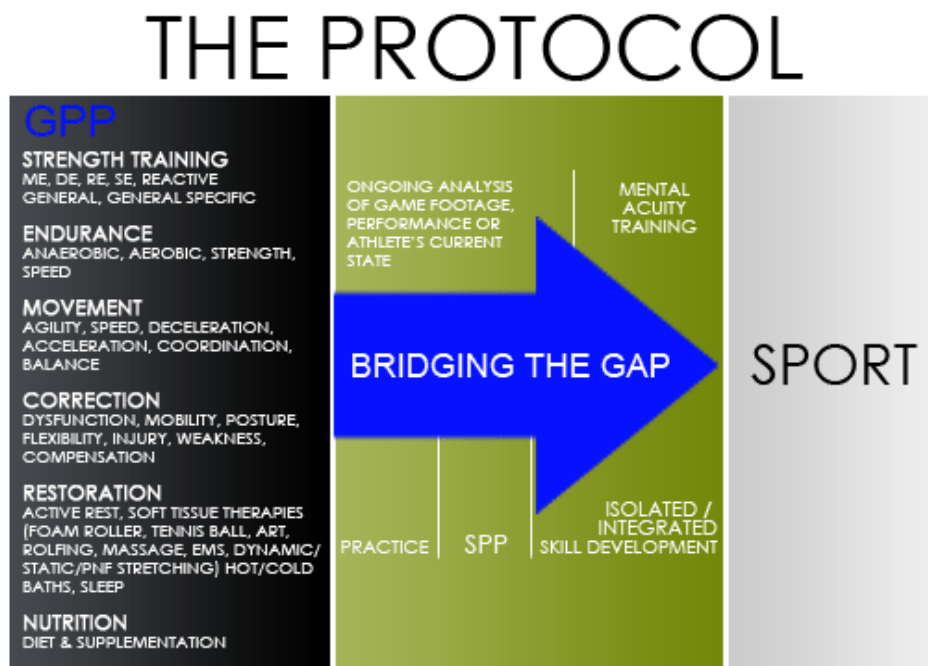 THE PROTOCOL
GPP
STRENGTH TRAINING
ME, DE, RE, SE, REACTIVE
GENERAL, GENERAL SPECIFIC
ENDURANCE
ANAEROBIC, AEROBIC, STRENGTH,
SPEED
MOVEMENT
AGILITY, SPEED, DECELERATION,
ACCELERATION, COORDINATION,
BALANCE
CORRECTION
DYSFUNCTION, MOBILITY, POSTURE,
FLEXIBILITY, INJURY, WEAKNESS,
COMPENSATION
RESTORATION
ACTIVE REST, SOFT TISSUE THERAPIES
(FOAM ROLLER, TENNIS BALL, ART,
ROLFING, MASSAGE, EMS, DYNAMIC/
STATIC/PNF STRETCHING) HOT/COLD
BATHS, SLEEP
NUTRITION
DIET & SUPPLEMENTATION
ONGOING ANALYSIS
OF GAME FOOTAGE,
PERFORMANCE OR
ATHLETE'S CURRENT
STATE
MENTAL
ACUITY
TRAINING
BRIDGING THE GAP
PRACTICE
SPP
ISOLATED /
INTEGRATED
SKILL DEVELOPMENT
SPORT